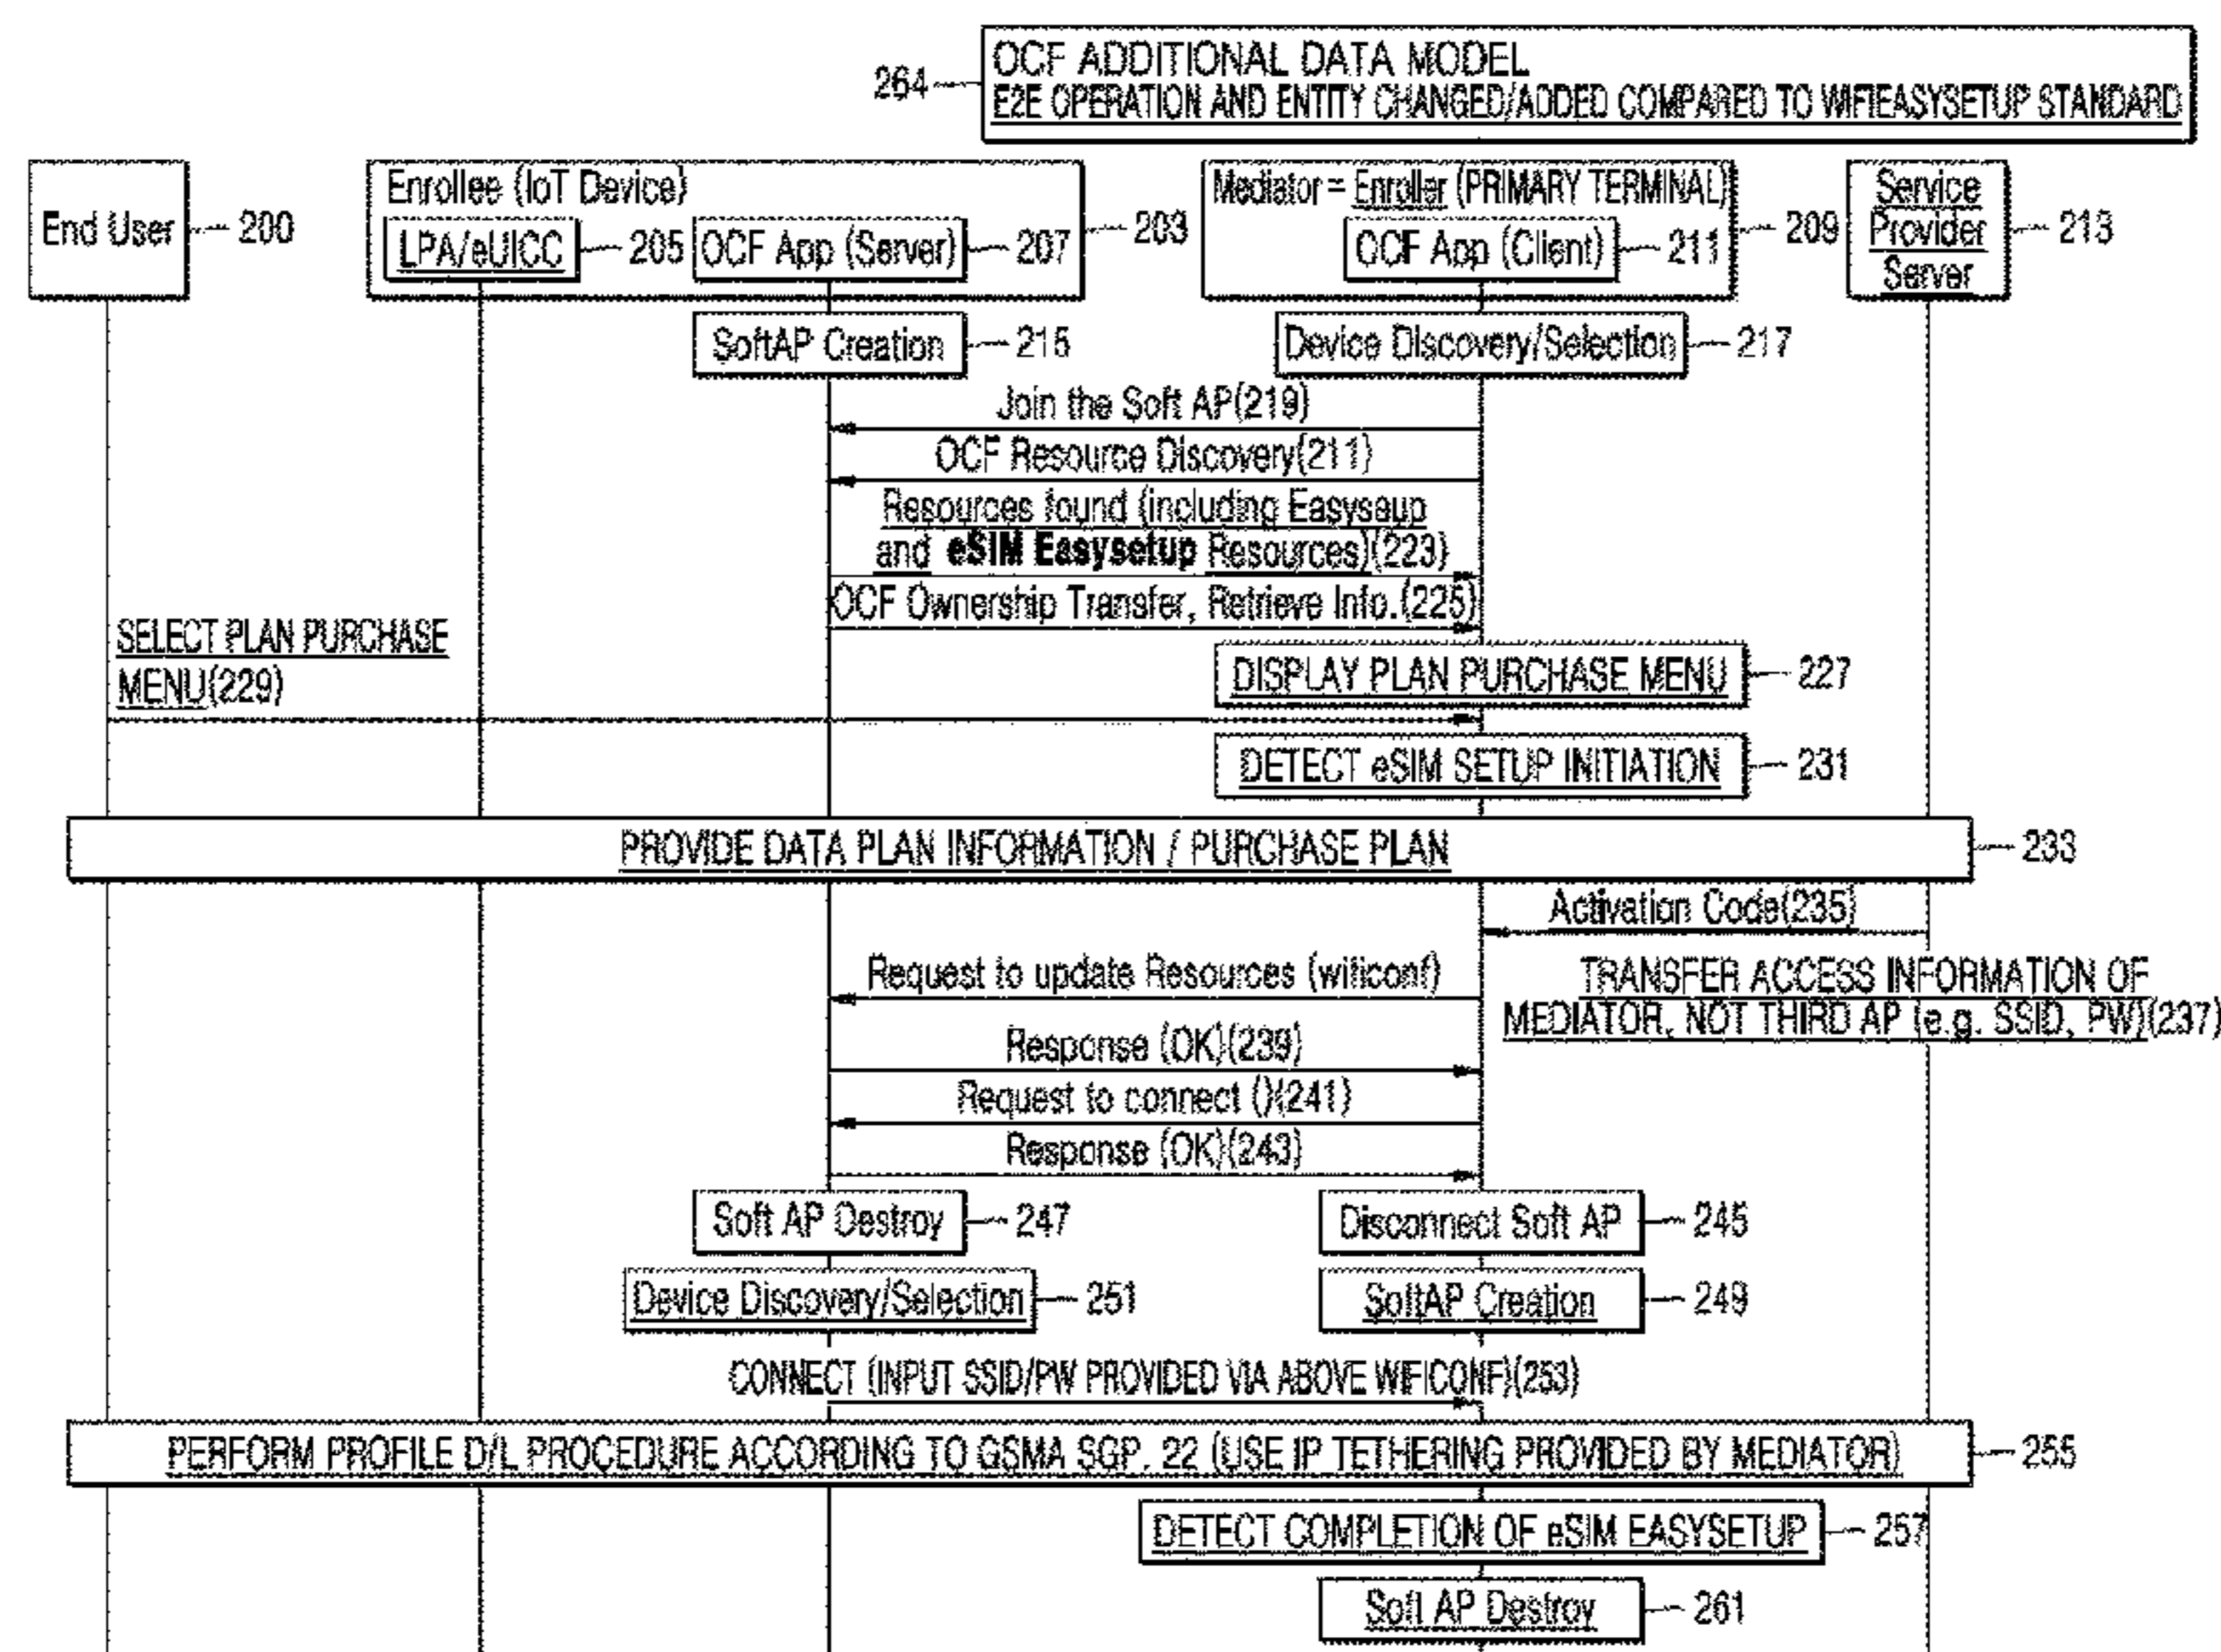 OCF ADDITIONAL DATA MODEL
264
E2E OPERATION AND ENTITY CHANGED/ADDED COMPARED TO WIFIEASYSETUP STANDARD
End User
200
Enrollee (IoT Device)
LPA/eUICC
205
OCF App (Server)
207
203
Mediator = Enroller (PRIMARY TERMINAL)
OCF App (Client)
211
209
Service
Provider
Server
213
SoftAP Creation
215
Device Discovery/Selection
217
Join the Soft AP(219)
OCF Resource Discovery(211)
Resources found (including Easyseup
and eSIM Easysetup Resources)(223)
OCF Ownership Transfer, Retrieve Info.(225)
SELECT PLAN PURCHASE
MENU(229)
DISPLAY PLAN PURCHASE MENU
227
DETECT eSIM SETUP INITIATION
231
PROVIDE DATA PLAN INFORMATION / PURCHASE PLAN
233
Activation Code(235)
Request to update Resources (wificonf)
TRANSFER ACCESS INFORMATION OF
MEDIATOR, NOT THIRD AP (e.g. SSID, PW)(237)
Response (OK)(239)
Request to connect ()(241)
Response (OK)(243)
Soft AP Destroy
247
Disconnect Soft AP
245
Device Discovery/Selection
251
SoftAP Creation
249
CONNECT (INPUT SSID/PW PROVIDED VIA ABOVE WIFICONF)(253)
PERFORM PROFILE D/L PROCEDURE ACCORDING TO GSMA SGP. 22 (USE IP TETHERING PROVIDED BY MEDIATOR)
255
DETECT COMPLETION OF eSIM EASYSETUP
257
Soft AP Destroy
261